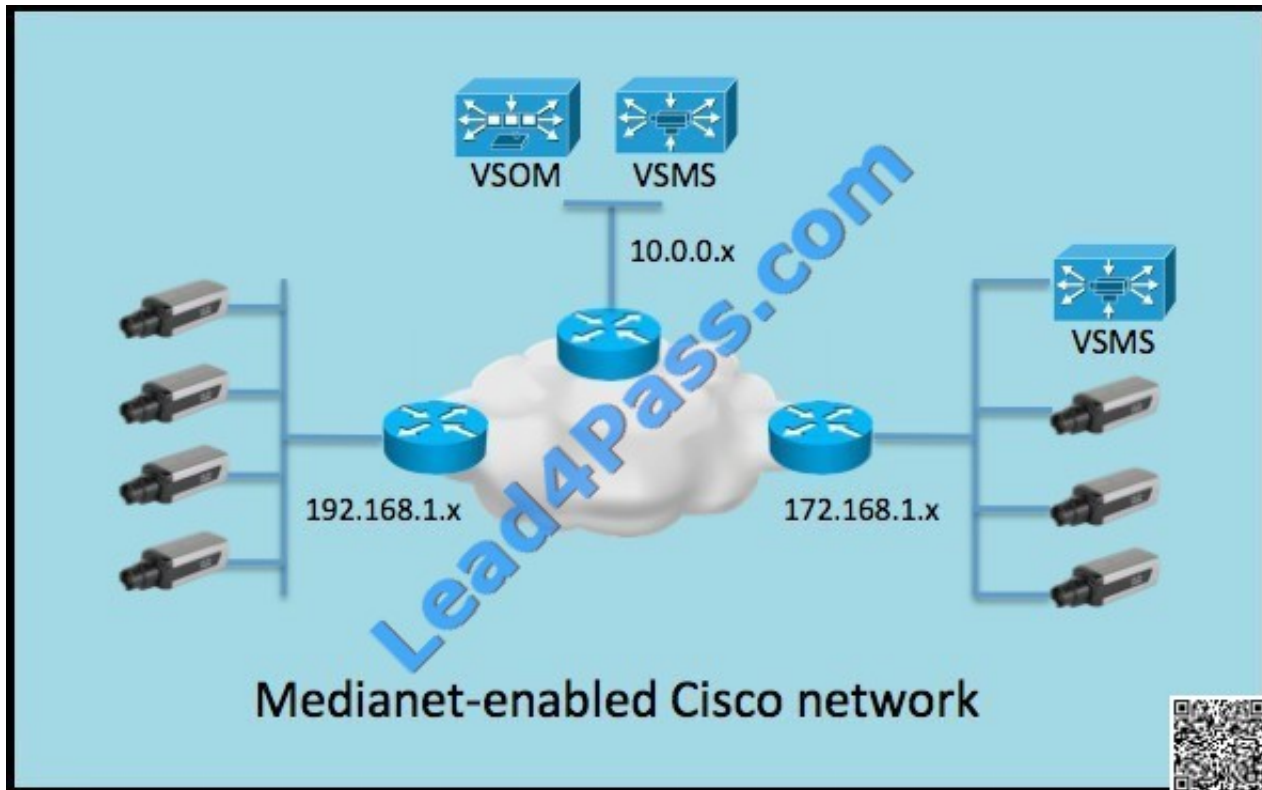 VSOM
VSMS
10.0.0.x
VSMS
192.168.1.x
172.168.1.x
Lead4Pass.com
Medianet-enabled Cisco network